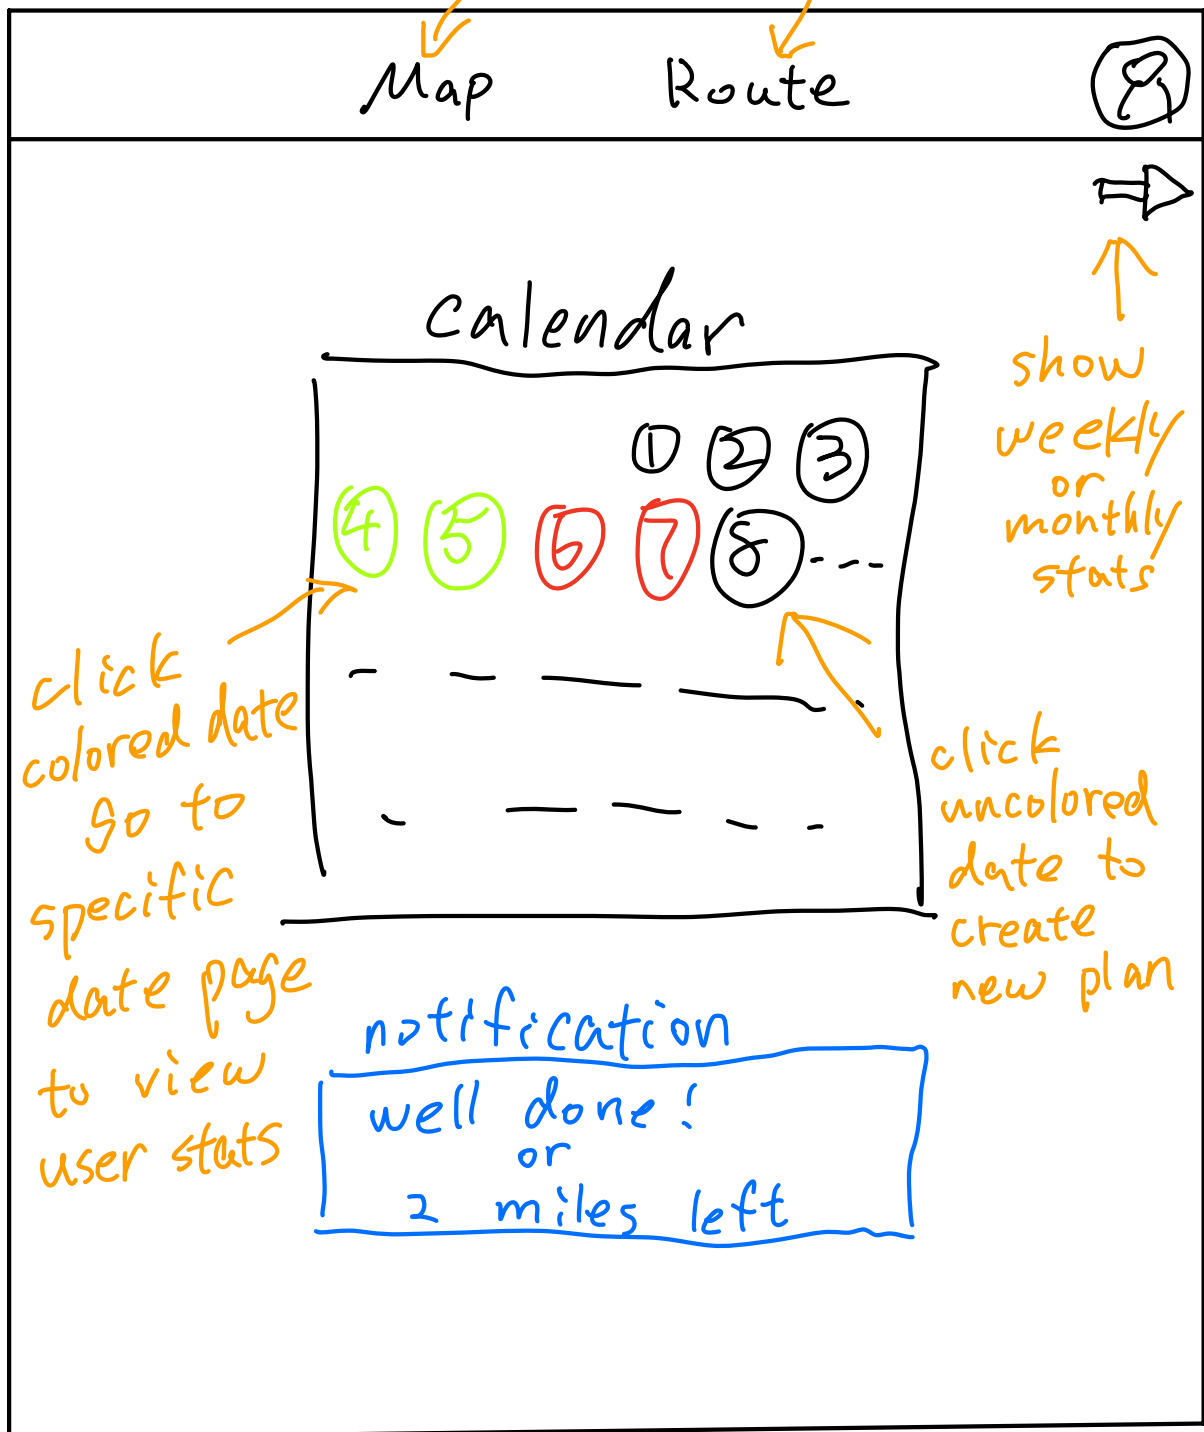 Map
Route
calendar
1 2 3
4 5 6 7 8
show
weekly
or
monthly
stats
click
colored date
go to
specific
date page
to view
user stats
click
uncolored
date to
create
new plan
notification
well done!
or
2 miles left